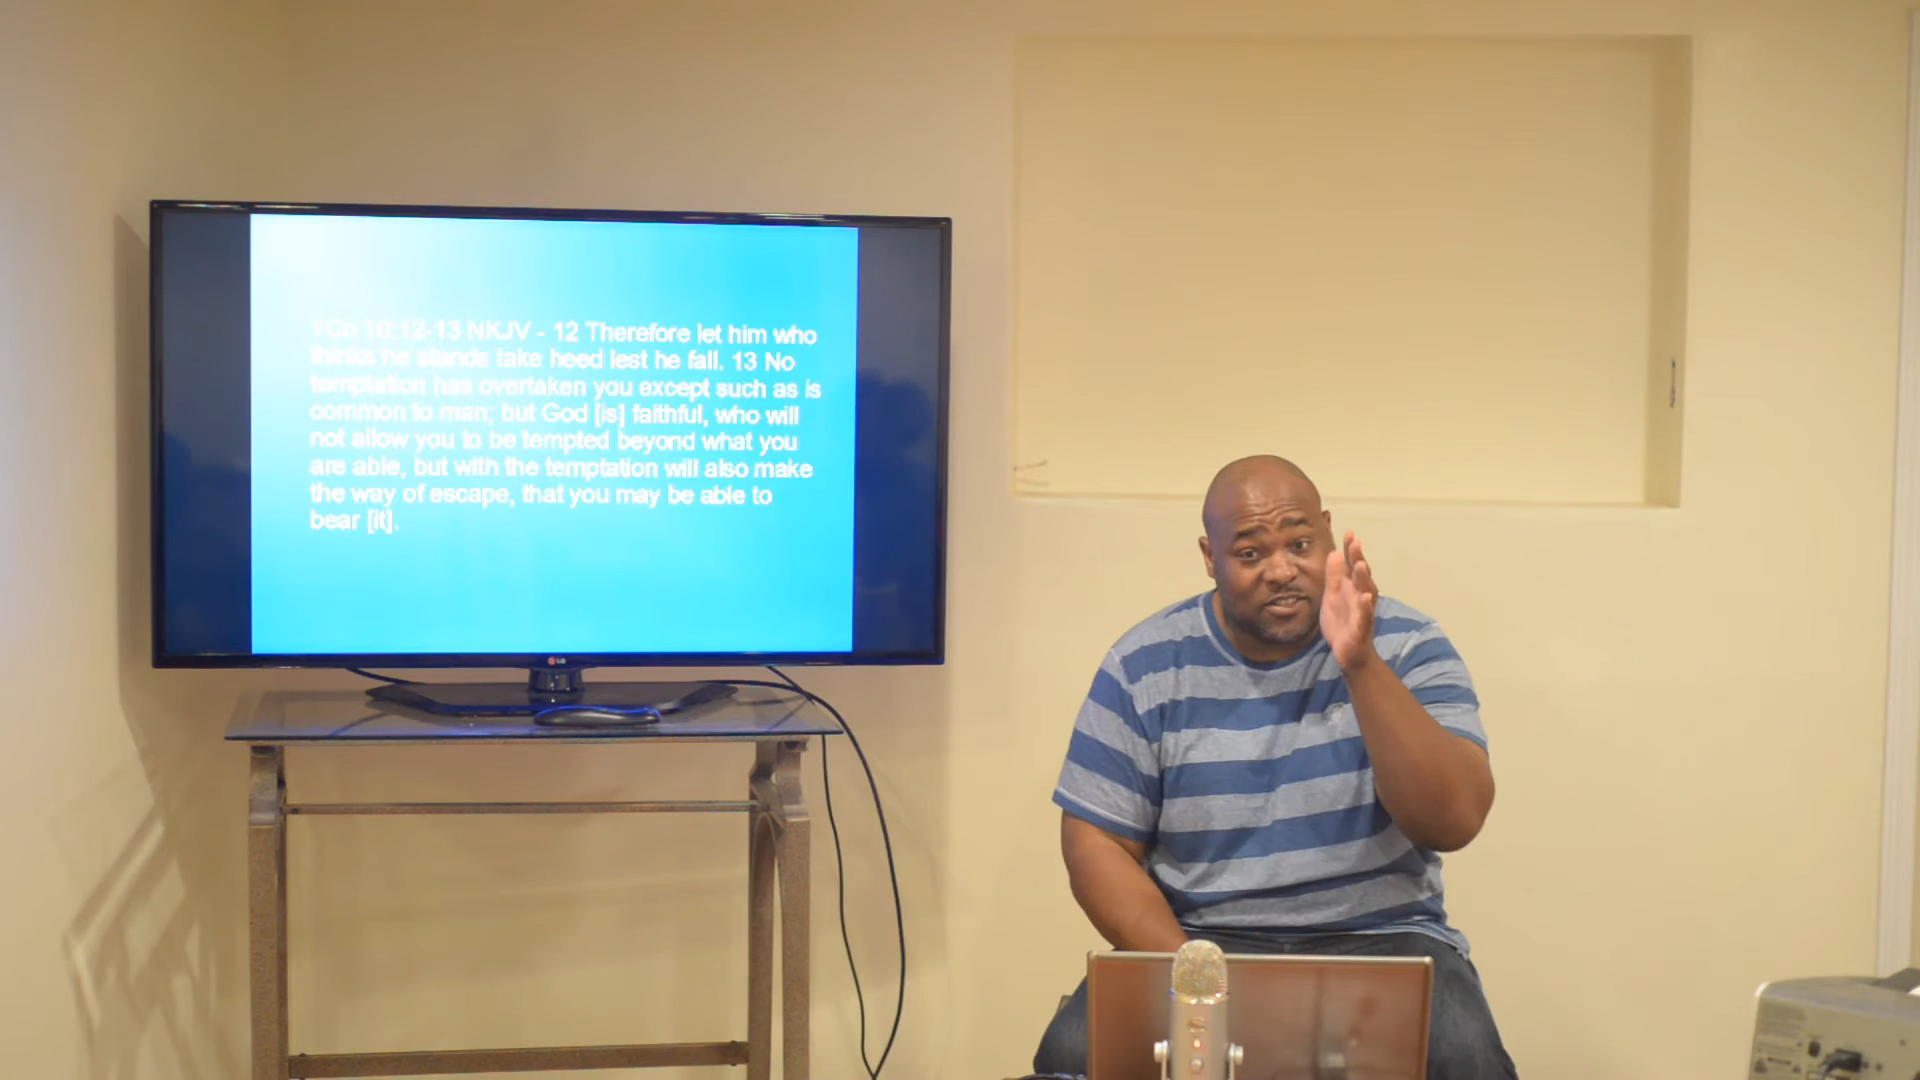 1Co 10:12-13 NKJV - 12 Therefore let him who
thinks he stands take heed lest he fall. 13 No
temptation has overtaken you except such as is
common to man; but God [is] faithful, who will
not allow you to be tempted beyond what you
are able, but with the temptation will also make
the way of escape, that you may be able to
bear [it].
LG